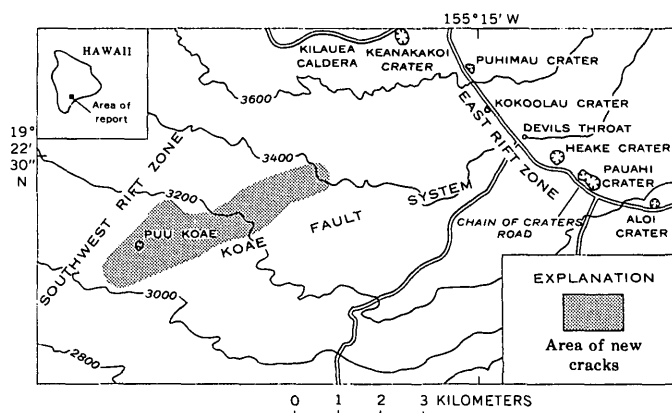 155° 15' W
HAWAII
Area of
report
KILAUEA
CALDERA
KEANAKAKOI
CRATER
PUHIMAU CRATER
3600
KOKOOLAU CRATER
DEVILS THROAT
EAST RIFT ZONE
HEAKE CRATER
PAUAHI
CRATER
ALOI
CRATER
19°
22'
30"
N
3400
3200
SOUTHWEST RIFT ZONE
PUU KOAE
KOAE FAULT SYSTEM
CHAIN OF CRATERS
ROAD
3000
2800
EXPLANATION
Area of new
cracks
0 1 2 3 KILOMETERS